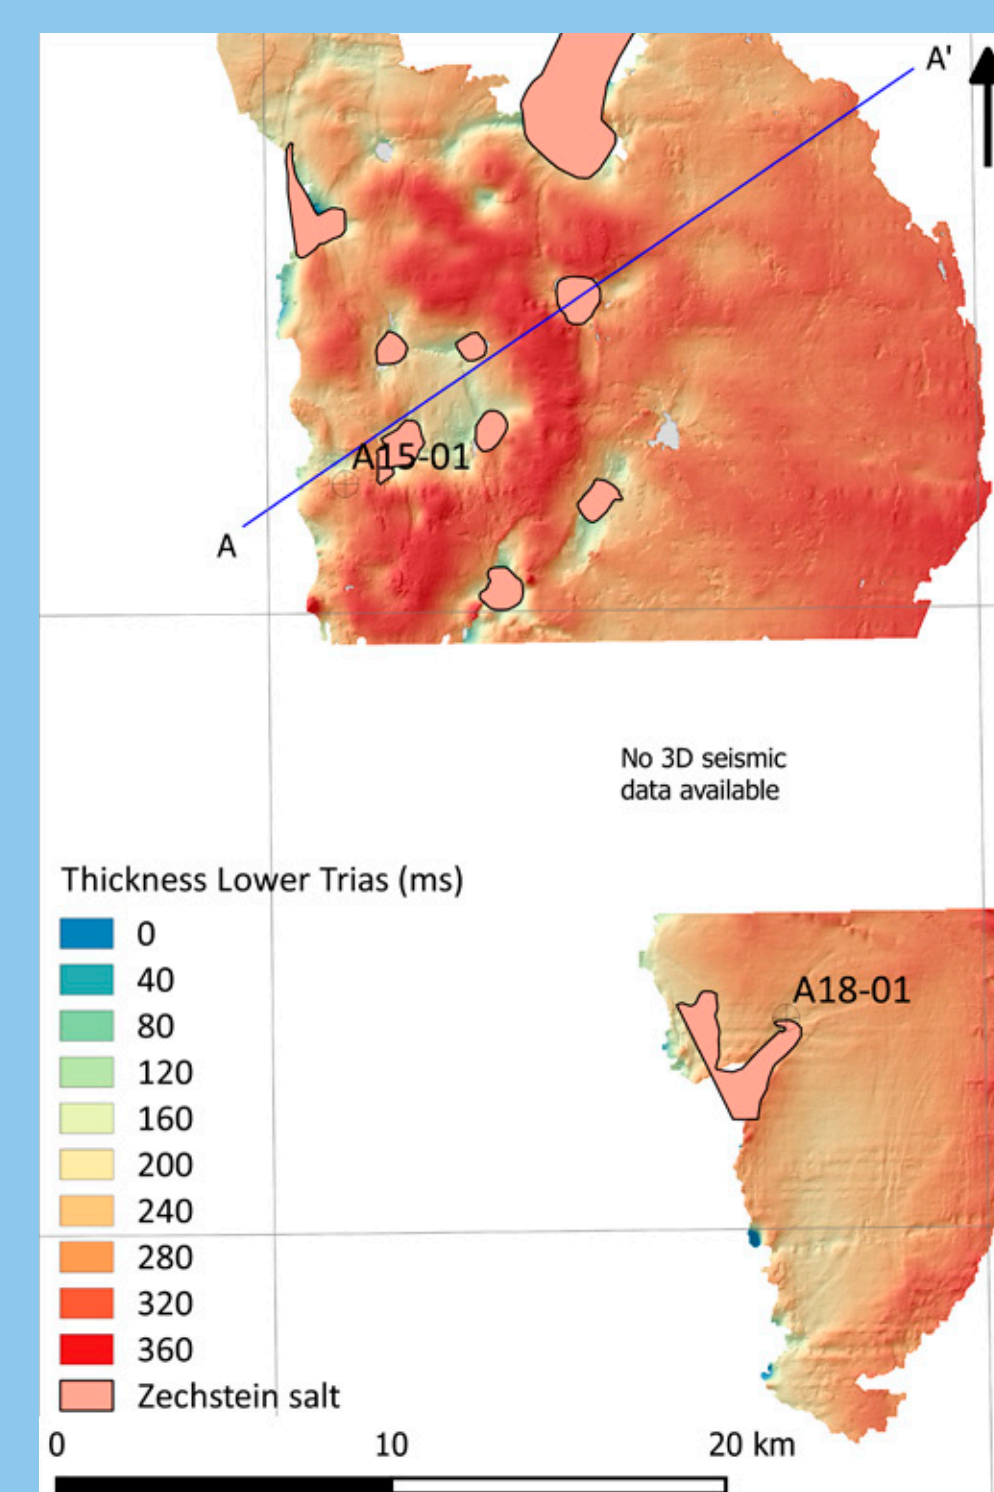 A'
A15-01
A
No 3D seismic
data available
Thickness Lower Trias (ms)
0
40
80
120
160
200
240
280
320
360
Zechstein salt
A18-01
0 10 20 km